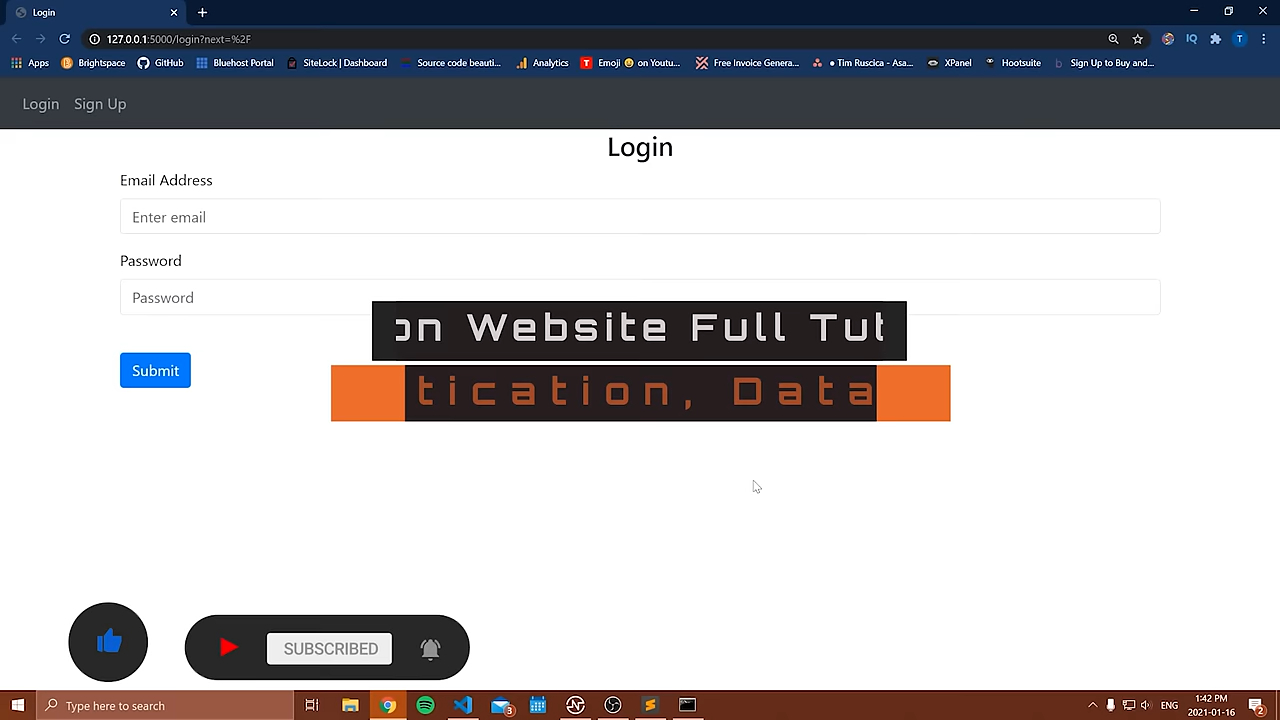 Login
127.0.0.1:5000/login?next=%2F
Apps
Brightspace
GitHub
Bluehost Portal
SiteLock | Dashboard
Source code beauti...
Analytics
Emoji 😀 on Youtu...
Free Invoice Genera...
• Tim Ruscica - Asa...
XPanel
Hootsuite
Sign Up to Buy and...
Login Sign Up
Login
Email Address
Enter email
Password
Password
on Website Full Tut
tication, Data
Submit
SUBSCRIBED
Type here to search
3
ENG
1:42 PM
2021-01-16
2